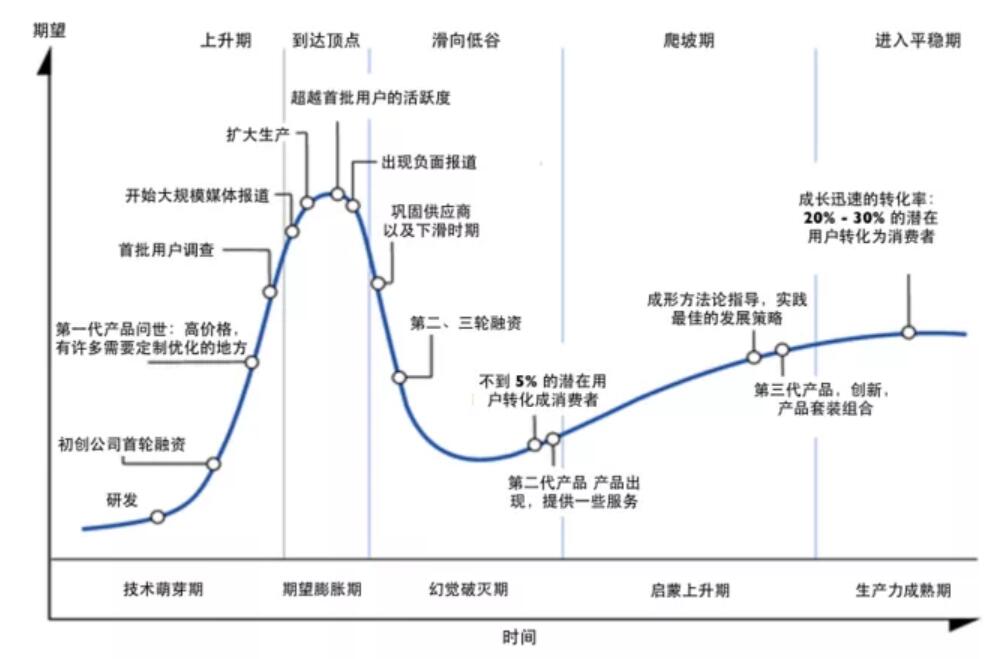 期望
上升期
到达顶点
滑向低谷
爬坡期
进入平稳期
超越首批用户的活跃度
扩大生产
出现负面报道
开始大规模媒体报道
巩固供应商
以及下滑时期
首批用户调查
成长迅速的转化率：
20% - 30% 的潜在
用户转化为消费者
第一代产品问世：高价格，
有许多需要定制优化的地方
第二、三轮融资
成形方法论指导，实践
最佳的发展策略
不到 5% 的潜在用
户转化成消费者
第三代产品，创新，
产品套装组合
初创公司首轮融资
第二代产品 产品出
现，提供一些服务
研发
技术萌芽期
期望膨胀期
幻觉破灭期
启蒙上升期
生产力成熟期
时间